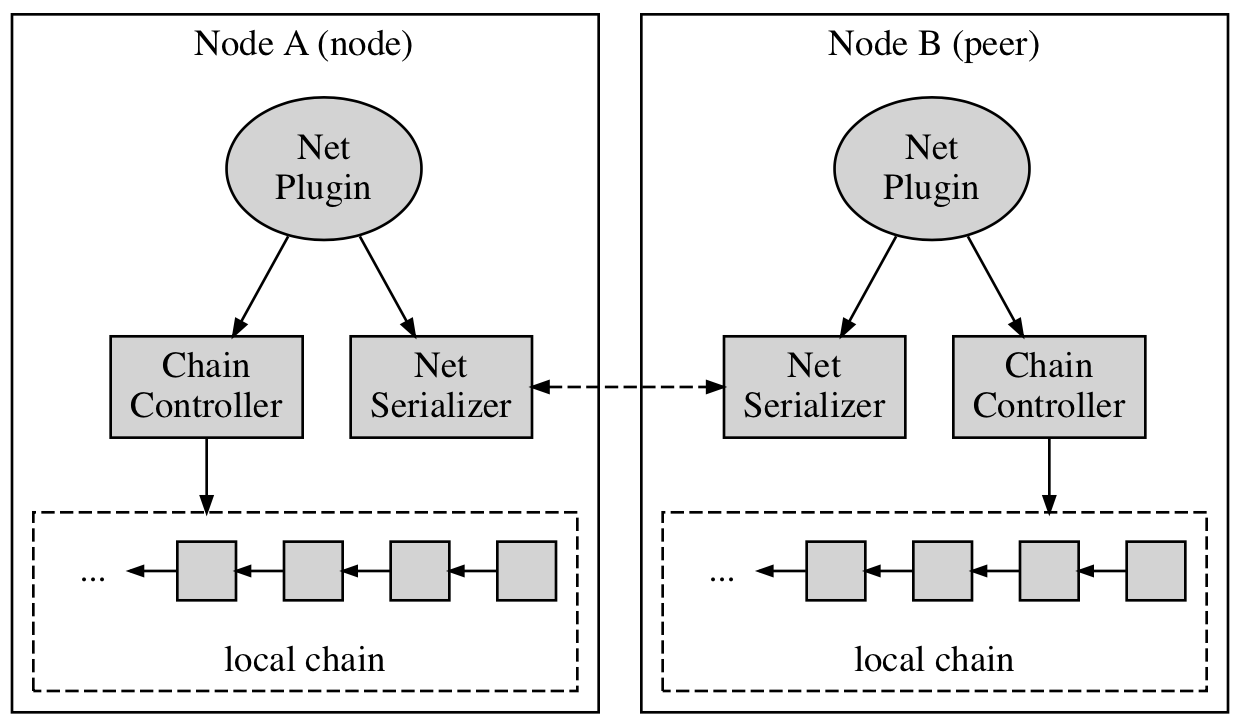 Node A (node)
Net
Plugin
Chain
Controller
Net
Serializer
...
local chain
Node B (peer)
Net
Plugin
Net
Serializer
Chain
Controller
...
local chain